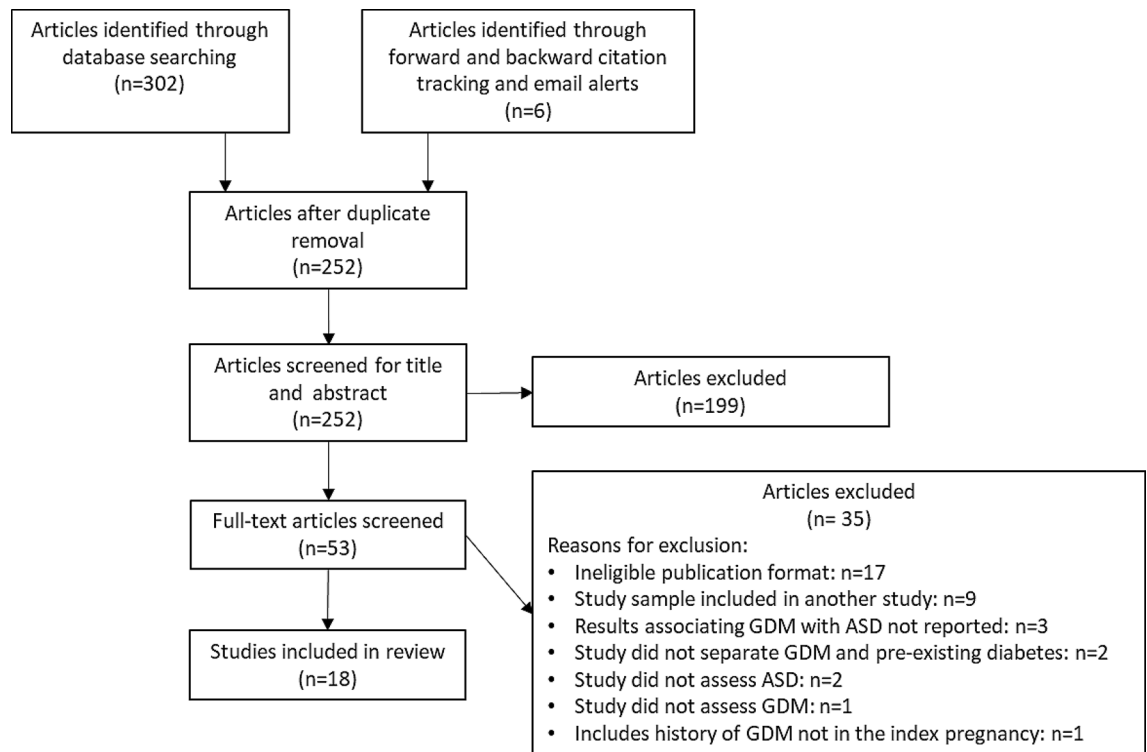 Articles identified through
database searching
(n=302)
Articles identified through
forward and backward citation
tracking and email alerts
(n=6)
Articles after duplicate
removal
(n=252)
Articles screened for title
and abstract
(n=252)
Articles excluded
(n=199)
Full-text articles screened
(n=53)
Articles excluded
(n= 35)
Reasons for exclusion:
• Ineligible publication format: n=17
• Study sample included in another study: n=9
• Results associating GDM with ASD not reported: n=3
• Study did not separate GDM and pre-existing diabetes: n=2
• Study did not assess ASD: n=2
• Study did not assess GDM: n=1
• Includes history of GDM not in the index pregnancy: n=1
Studies included in review
(n=18)